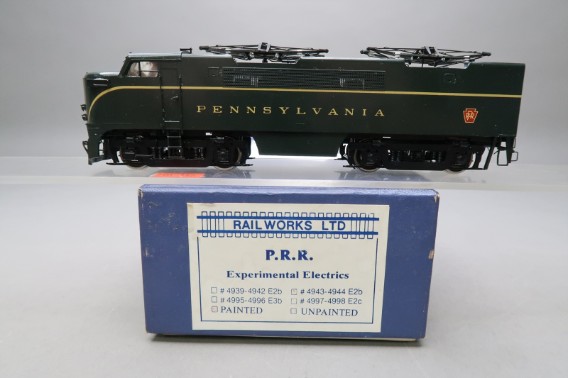 PENNSYLVANIA
RAILWORKS LTD
P.R.R.
Experimental Electrics
# 4939-4942 E2b # 4943-4944 E2b
# 4995-4996 E3b # 4997-4998 E2c
PAINTED UNPAINTED